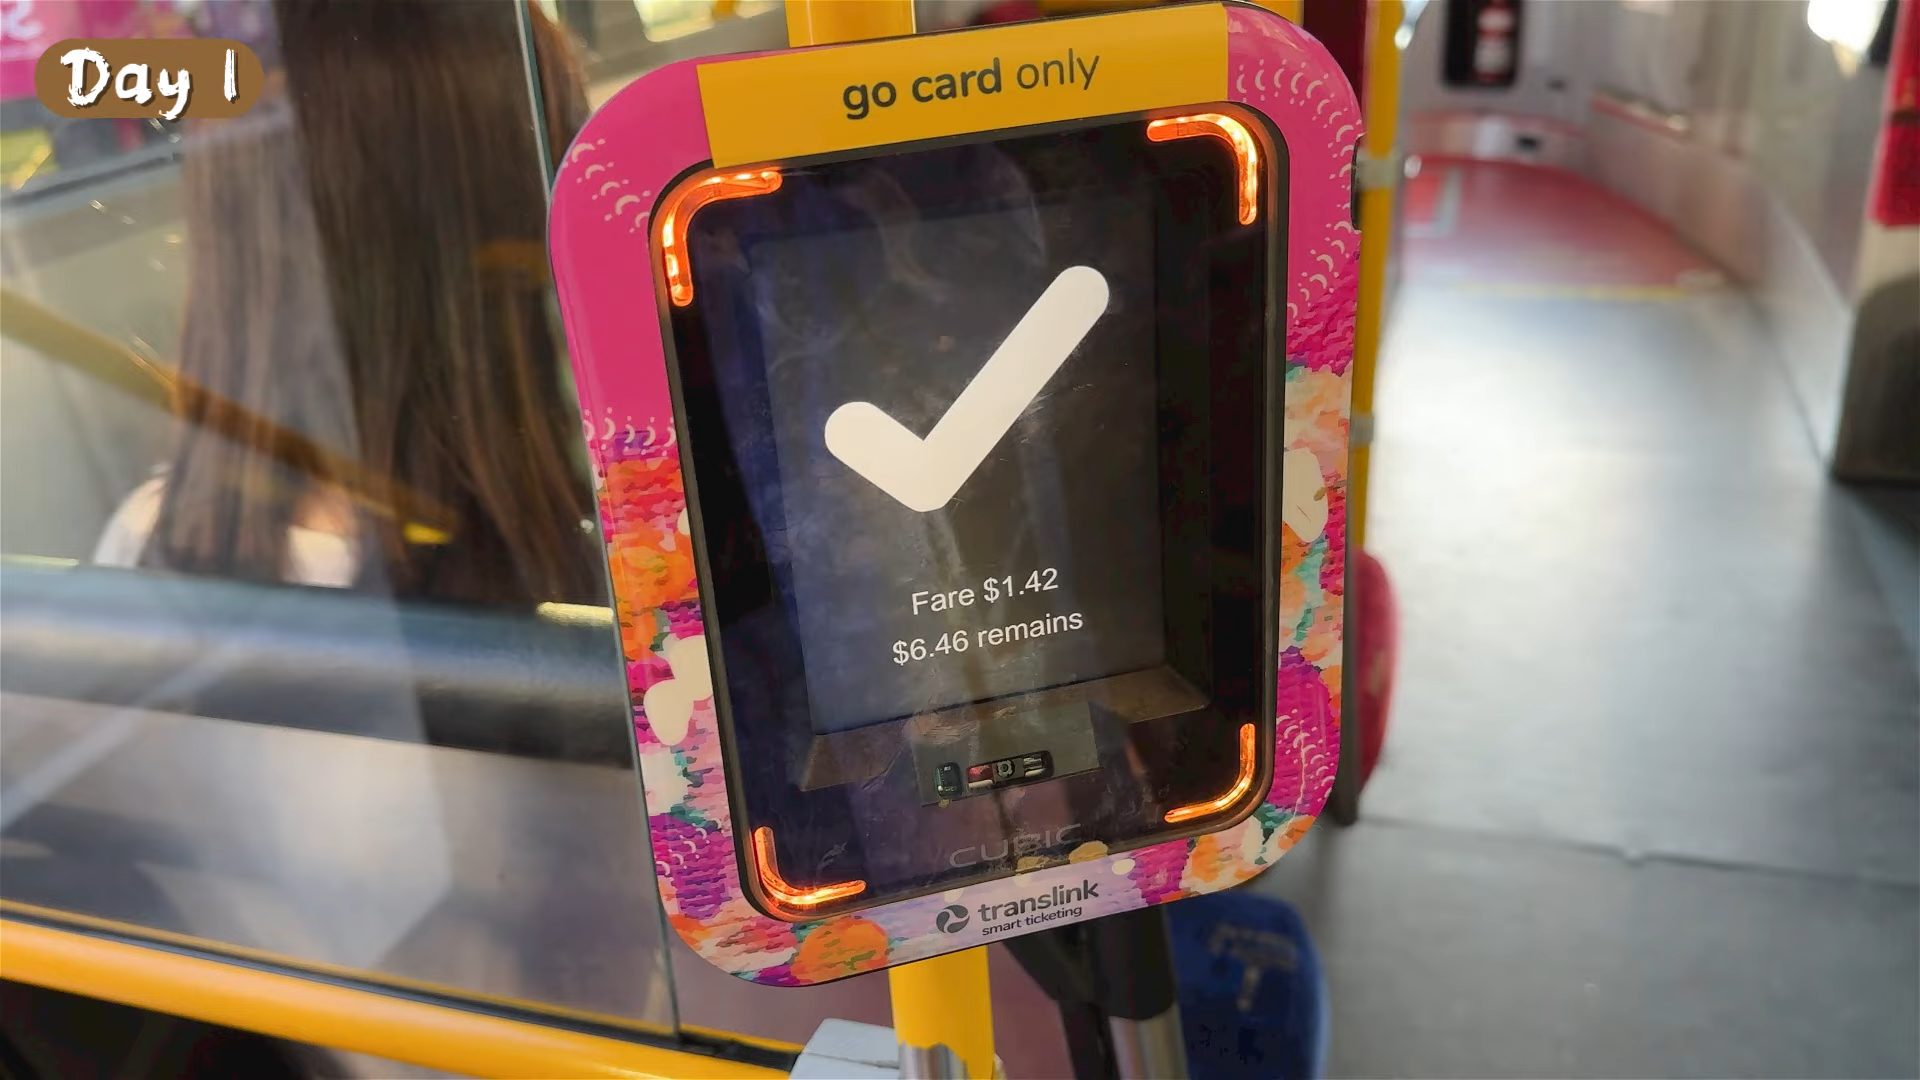 Day 1
go card only
Fare $1.42
$6.46 remains
CUBIC
translink
smart ticketing